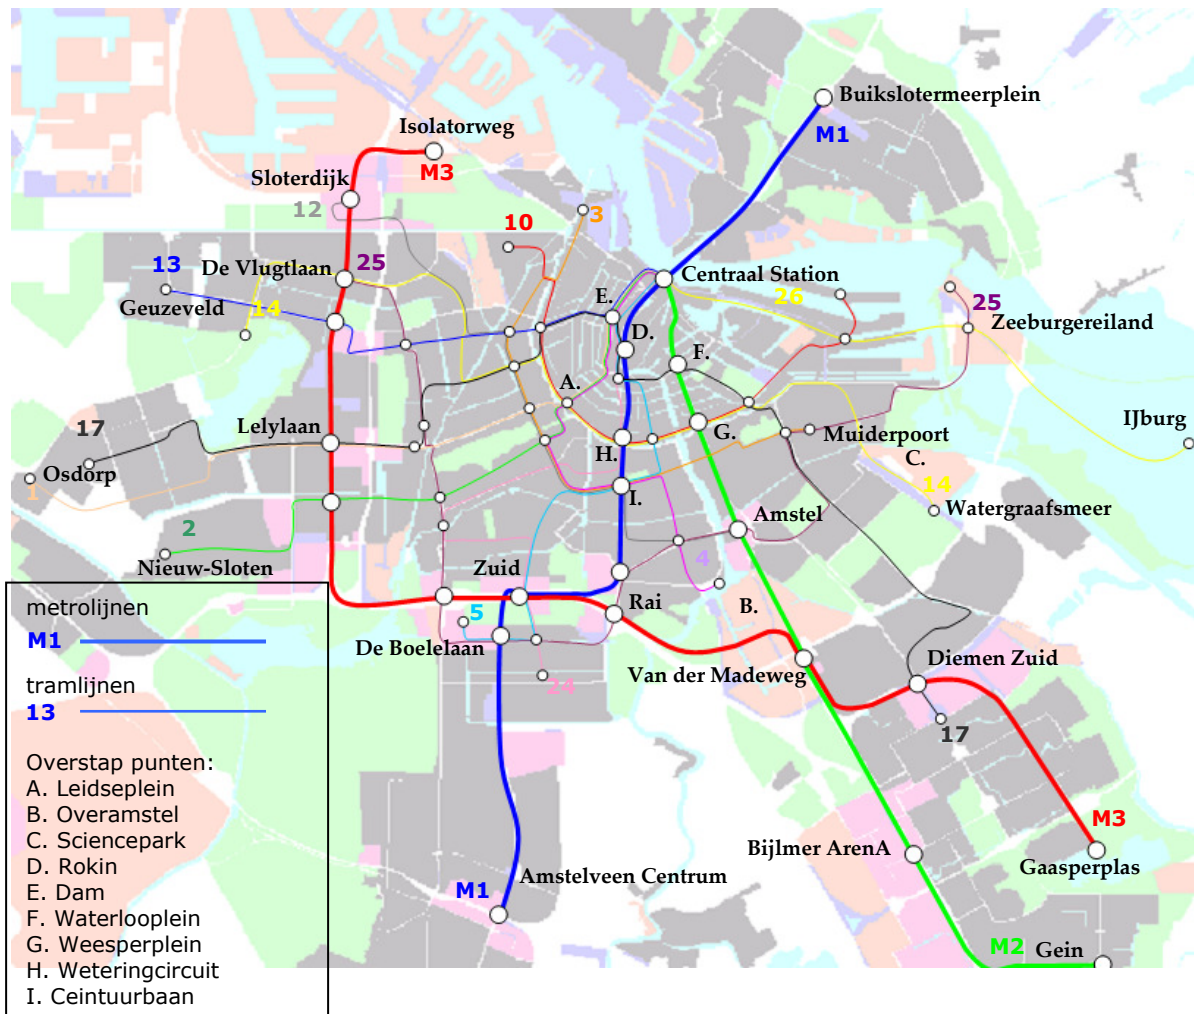 Buikslotermeerplein
M1
Isolatorweg
M3
Sloterdijk
12
3
10
De Vlugtlaan
25
13
Geuzeveld
14
Centraal Station
26
25
Zeeburgereiland
E.
D.
F.
A.
17
Lelylaan
G.
H.
Muiderpoort
C.
IJburg
Osdorp
1
I.
14
Watergraafsmeer
2
Amstel
Nieuw-Sloten
4
Zuid
5
Rai
B.
De Boelelaan
24
Van der Madeweg
Diemen Zuid
17
M3
Bijlmer ArenA
Gaasperplas
M1
Amstelveen Centrum
M2
Gein
metrolijnen
M1
tramlijnen
13
Overstap punten:
A. Leidseplein
B. Overamstel
C. Sciencepark
D. Rokin
E. Dam
F. Waterlooplein
G. Weesperplein
H. Weteringcircuit
I. Ceintuurbaan